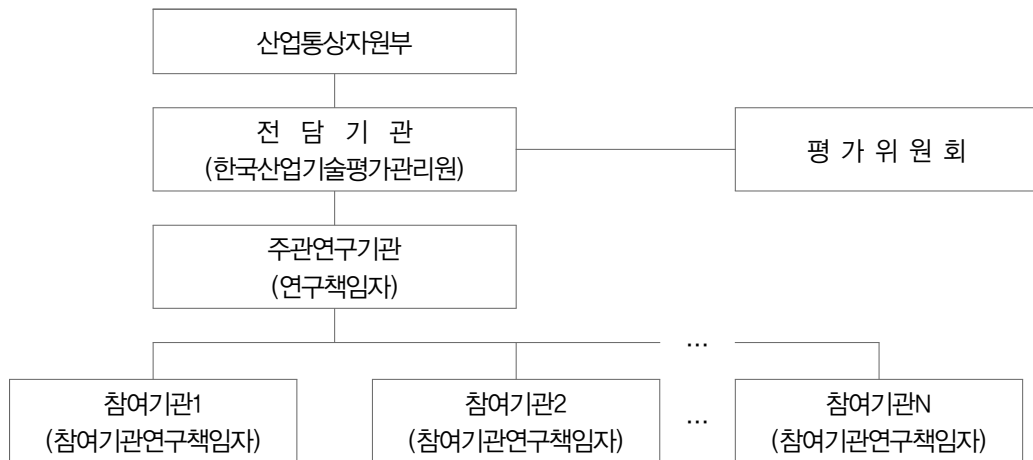 산업통상자원부
전 담 기 관
(한국산업기술평가관리원)
평 가 위 원 회
주관연구기관
(연구책임자)
...
참여기관1
(참여기관연구책임자)
참여기관2
(참여기관연구책임자)
...
참여기관N
(참여기관연구책임자)